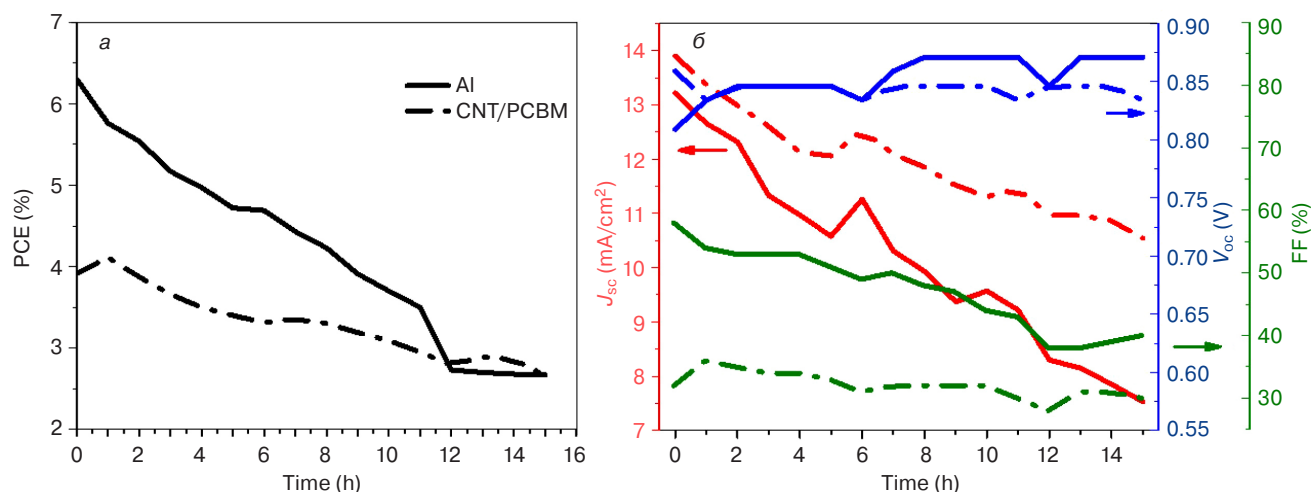 а
Al
CNT/PCBM
PCE (%)
7
6
5
4
3
2
0 2 4 6 8 10 12 14 16
Time (h)
б
J_sc (mA/cm²)
14
13
12
11
10
9
8
7
0 2 4 6 8 10 12 14
Time (h)
V_oc (V)
0.90
0.85
0.80
0.75
0.70
0.65
0.60
0.55
FF (%)
90
80
70
60
50
40
30